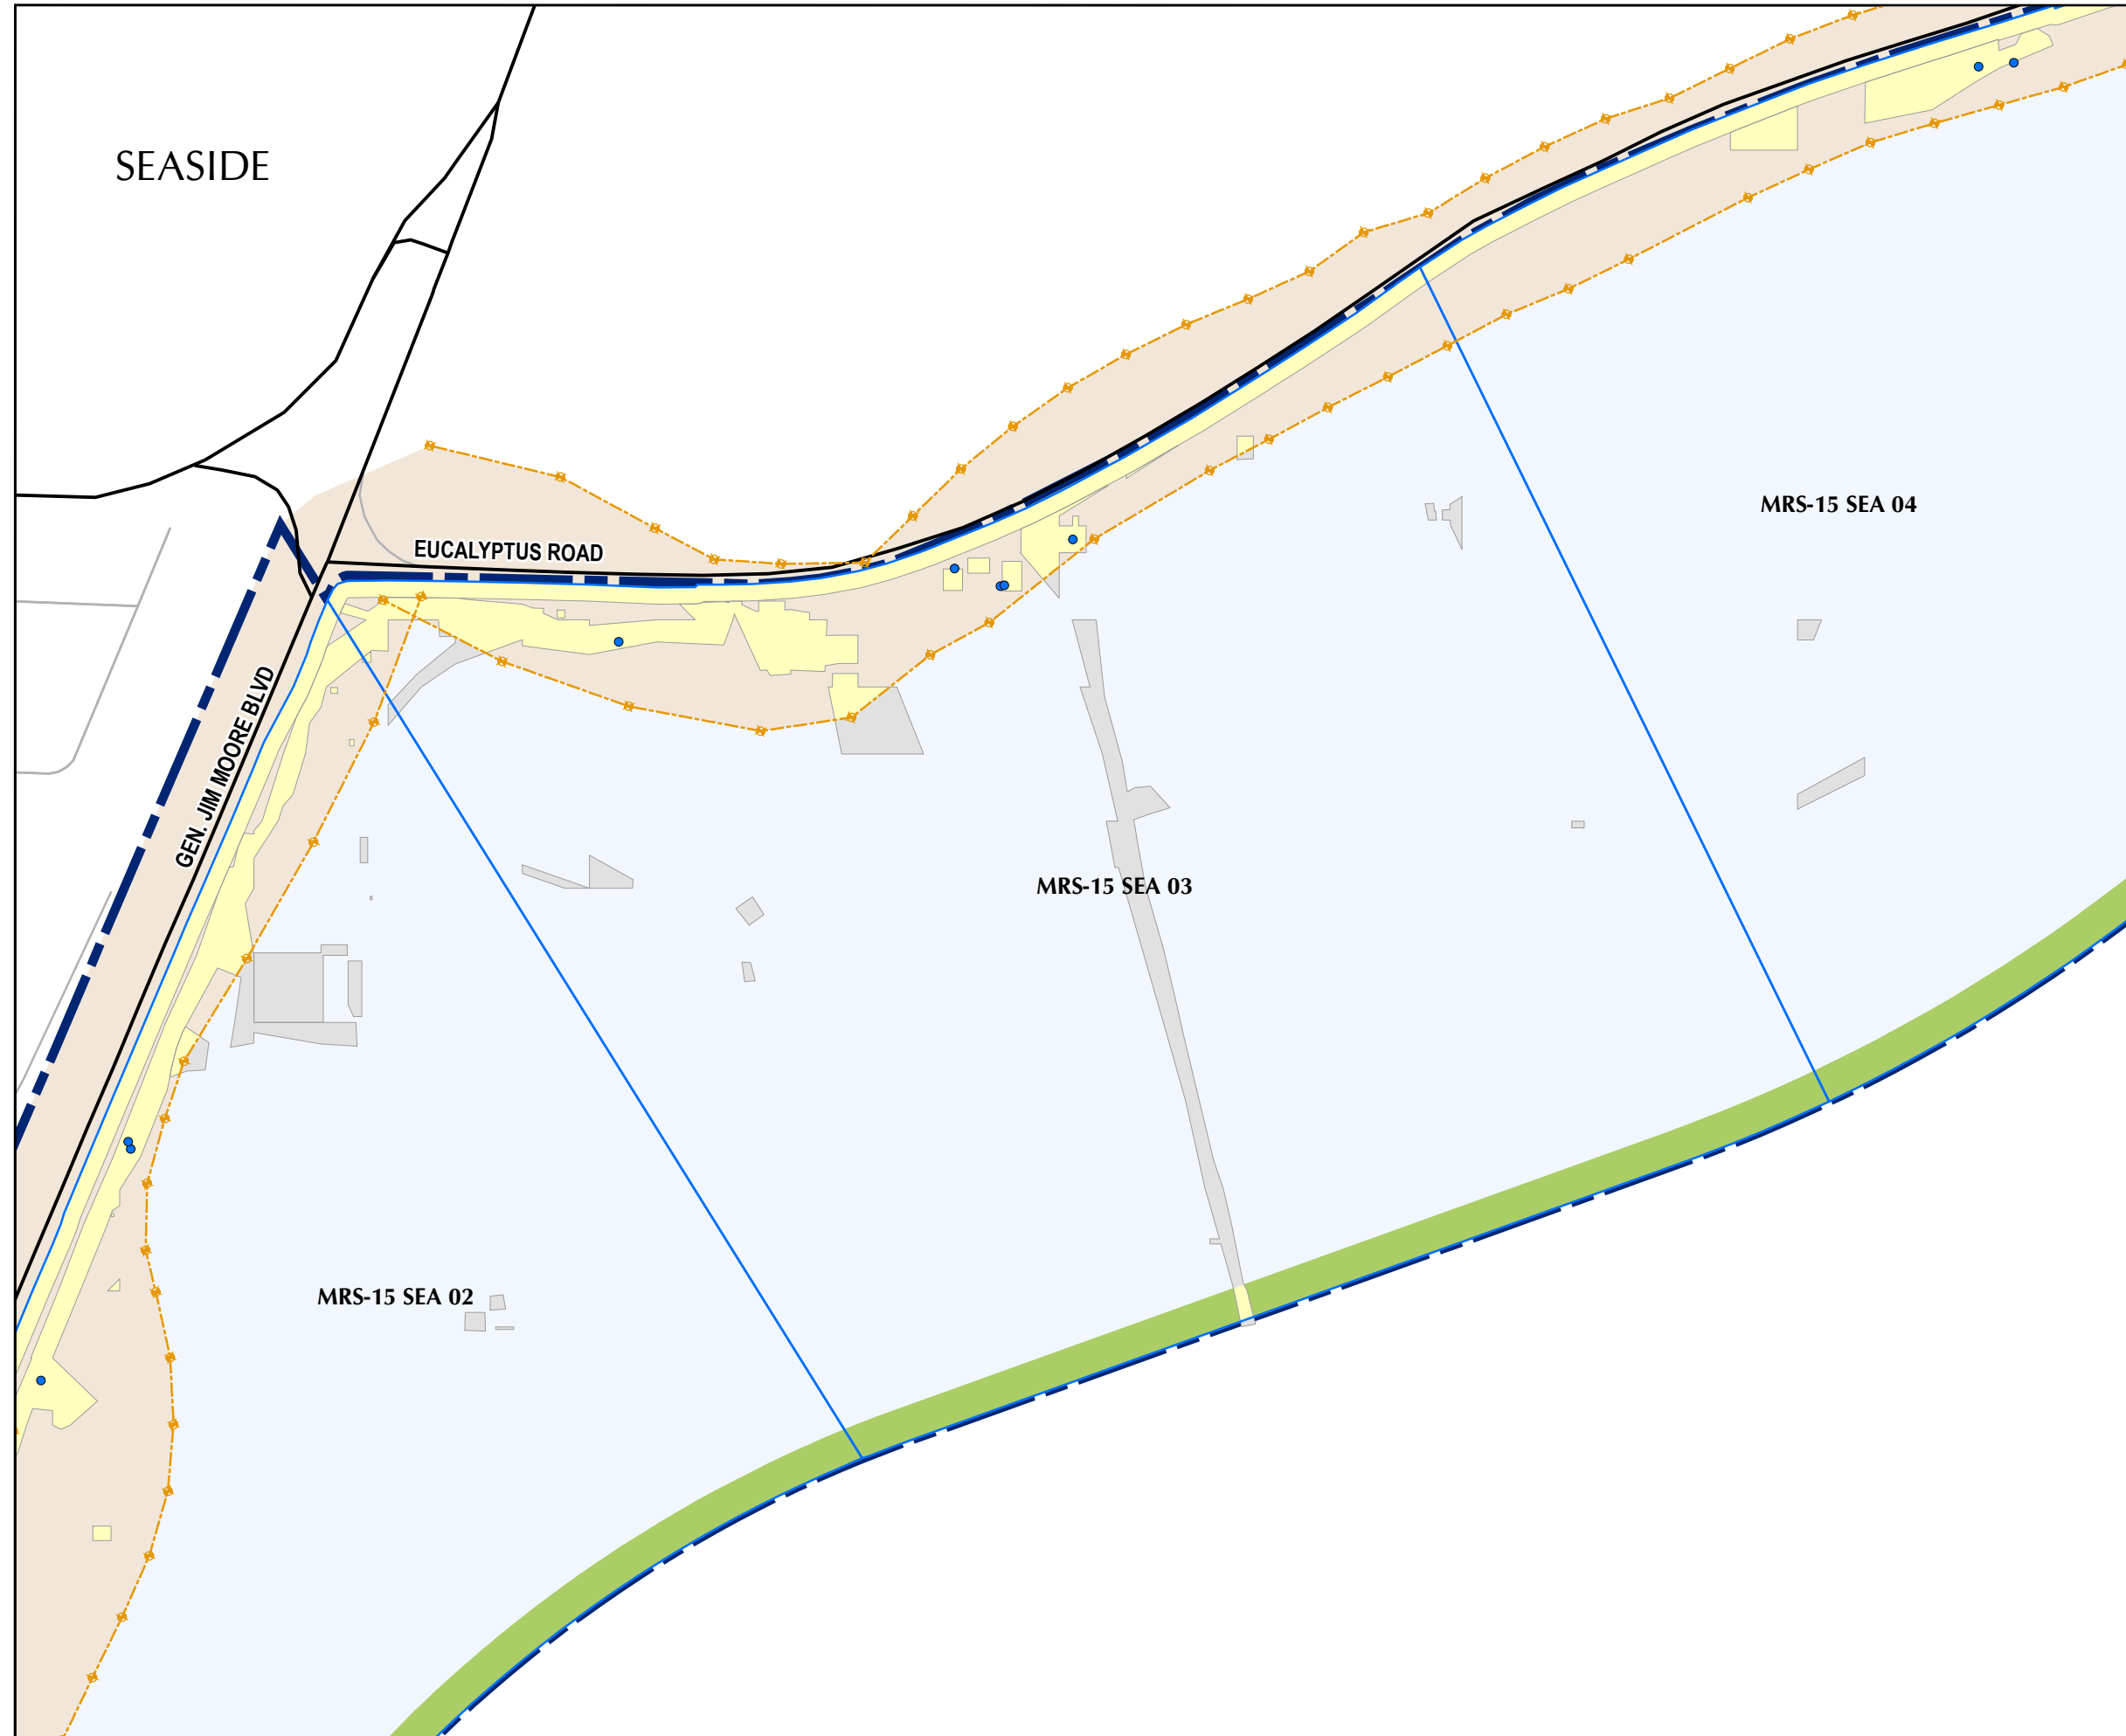 SEASIDE
MRS-15 SEA 04
EUCALYPTUS ROAD
GEN. JIM MOORE BLVD
MRS-15 SEA 03
MRS-15 SEA 02